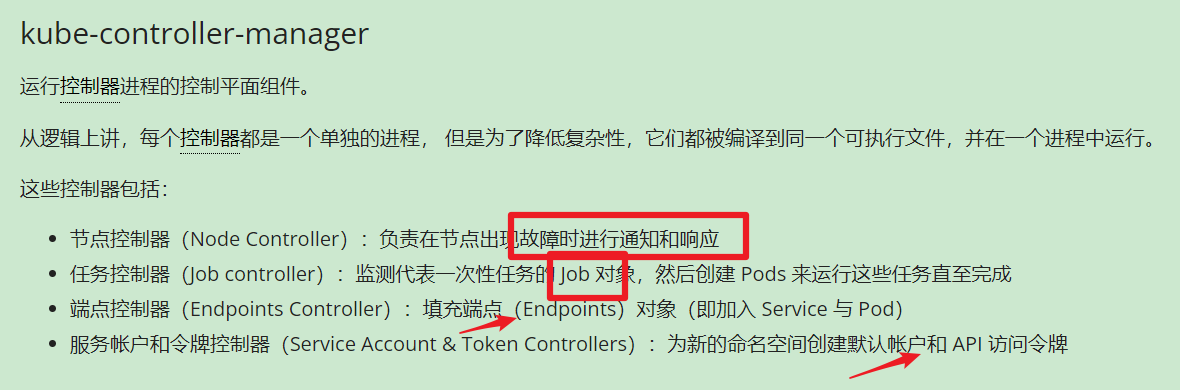 kube-controller-manager
运行控制器进程的控制平面组件。
从逻辑上讲，每个控制器都是一个单独的进程， 但是为了降低复杂性，它们都被编译到同一个可执行文件，并在一个进程中运行。
这些控制器包括：
• 节点控制器（Node Controller）：负责在节点出现故障时进行通知和响应
• 任务控制器（Job controller）：监测代表一次性任务的 Job 对象，然后创建 Pods 来运行这些任务直至完成
• 端点控制器（Endpoints Controller）：填充端点（Endpoints）对象（即加入 Service 与 Pod）
• 服务帐户和令牌控制器（Service Account & Token Controllers）：为新的命名空间创建默认帐户和 API 访问令牌